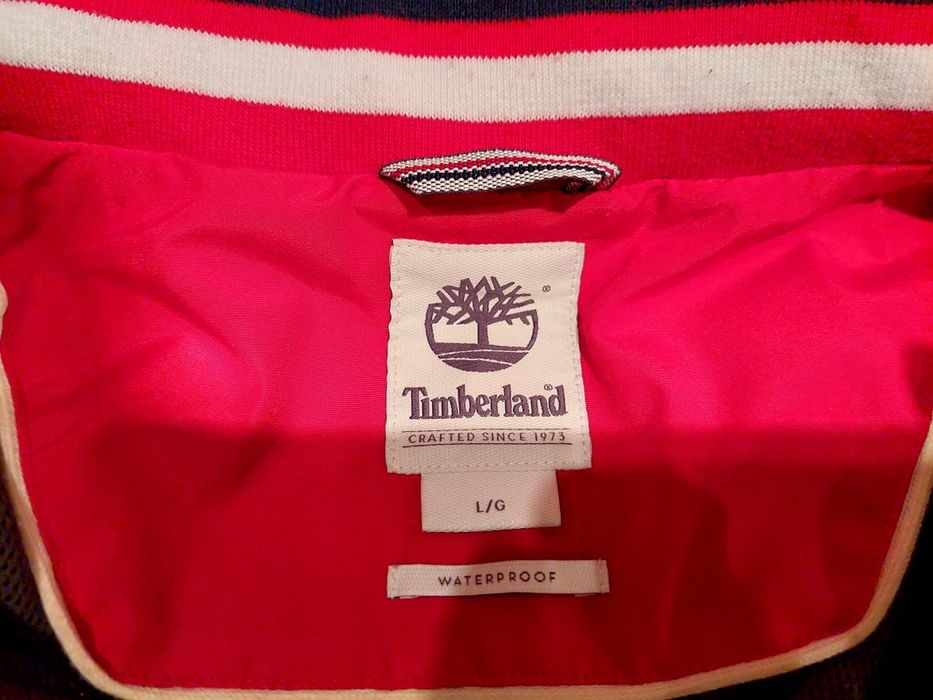 ®
Timberland®
CRAFTED SINCE 1973
L/G
WATERPROOF